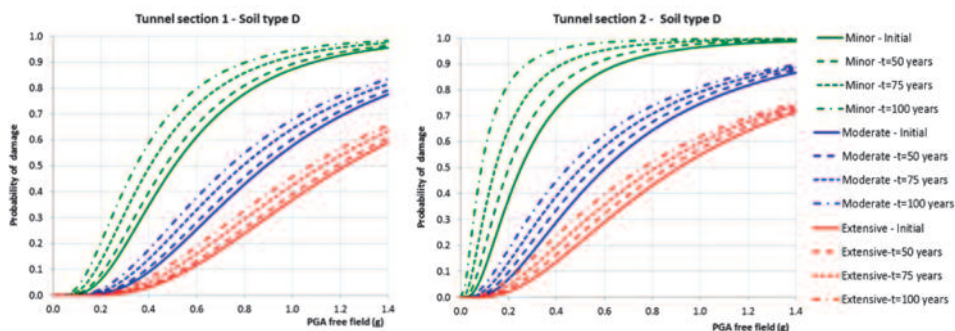 Tunnel section 1 - Soil type D
Probability of damage
1.0
0.9
0.8
0.7
0.6
0.5
0.4
0.3
0.2
0.1
0.0
0.0 0.2 0.4 0.6 0.8 1.0 1.2 1.4
PGA free field (g)
Tunnel section 2 - Soil type D
Probability of damage
1.0
0.9
0.8
0.7
0.6
0.5
0.4
0.3
0.2
0.1
0.0
0.0 0.2 0.4 0.6 0.8 1.0 1.2 1.4
PGA free field (g)
Minor - Initial
Minor -t=50 years
Minor -t=75 years
Minor -t=100 years
Moderate - Initial
Moderate -t=50 years
Moderate -t=75 years
Moderate -t=100 years
Extensive - Initial
Extensive-t=50 years
Extensive-t=75 years
Extensive-t=100 years